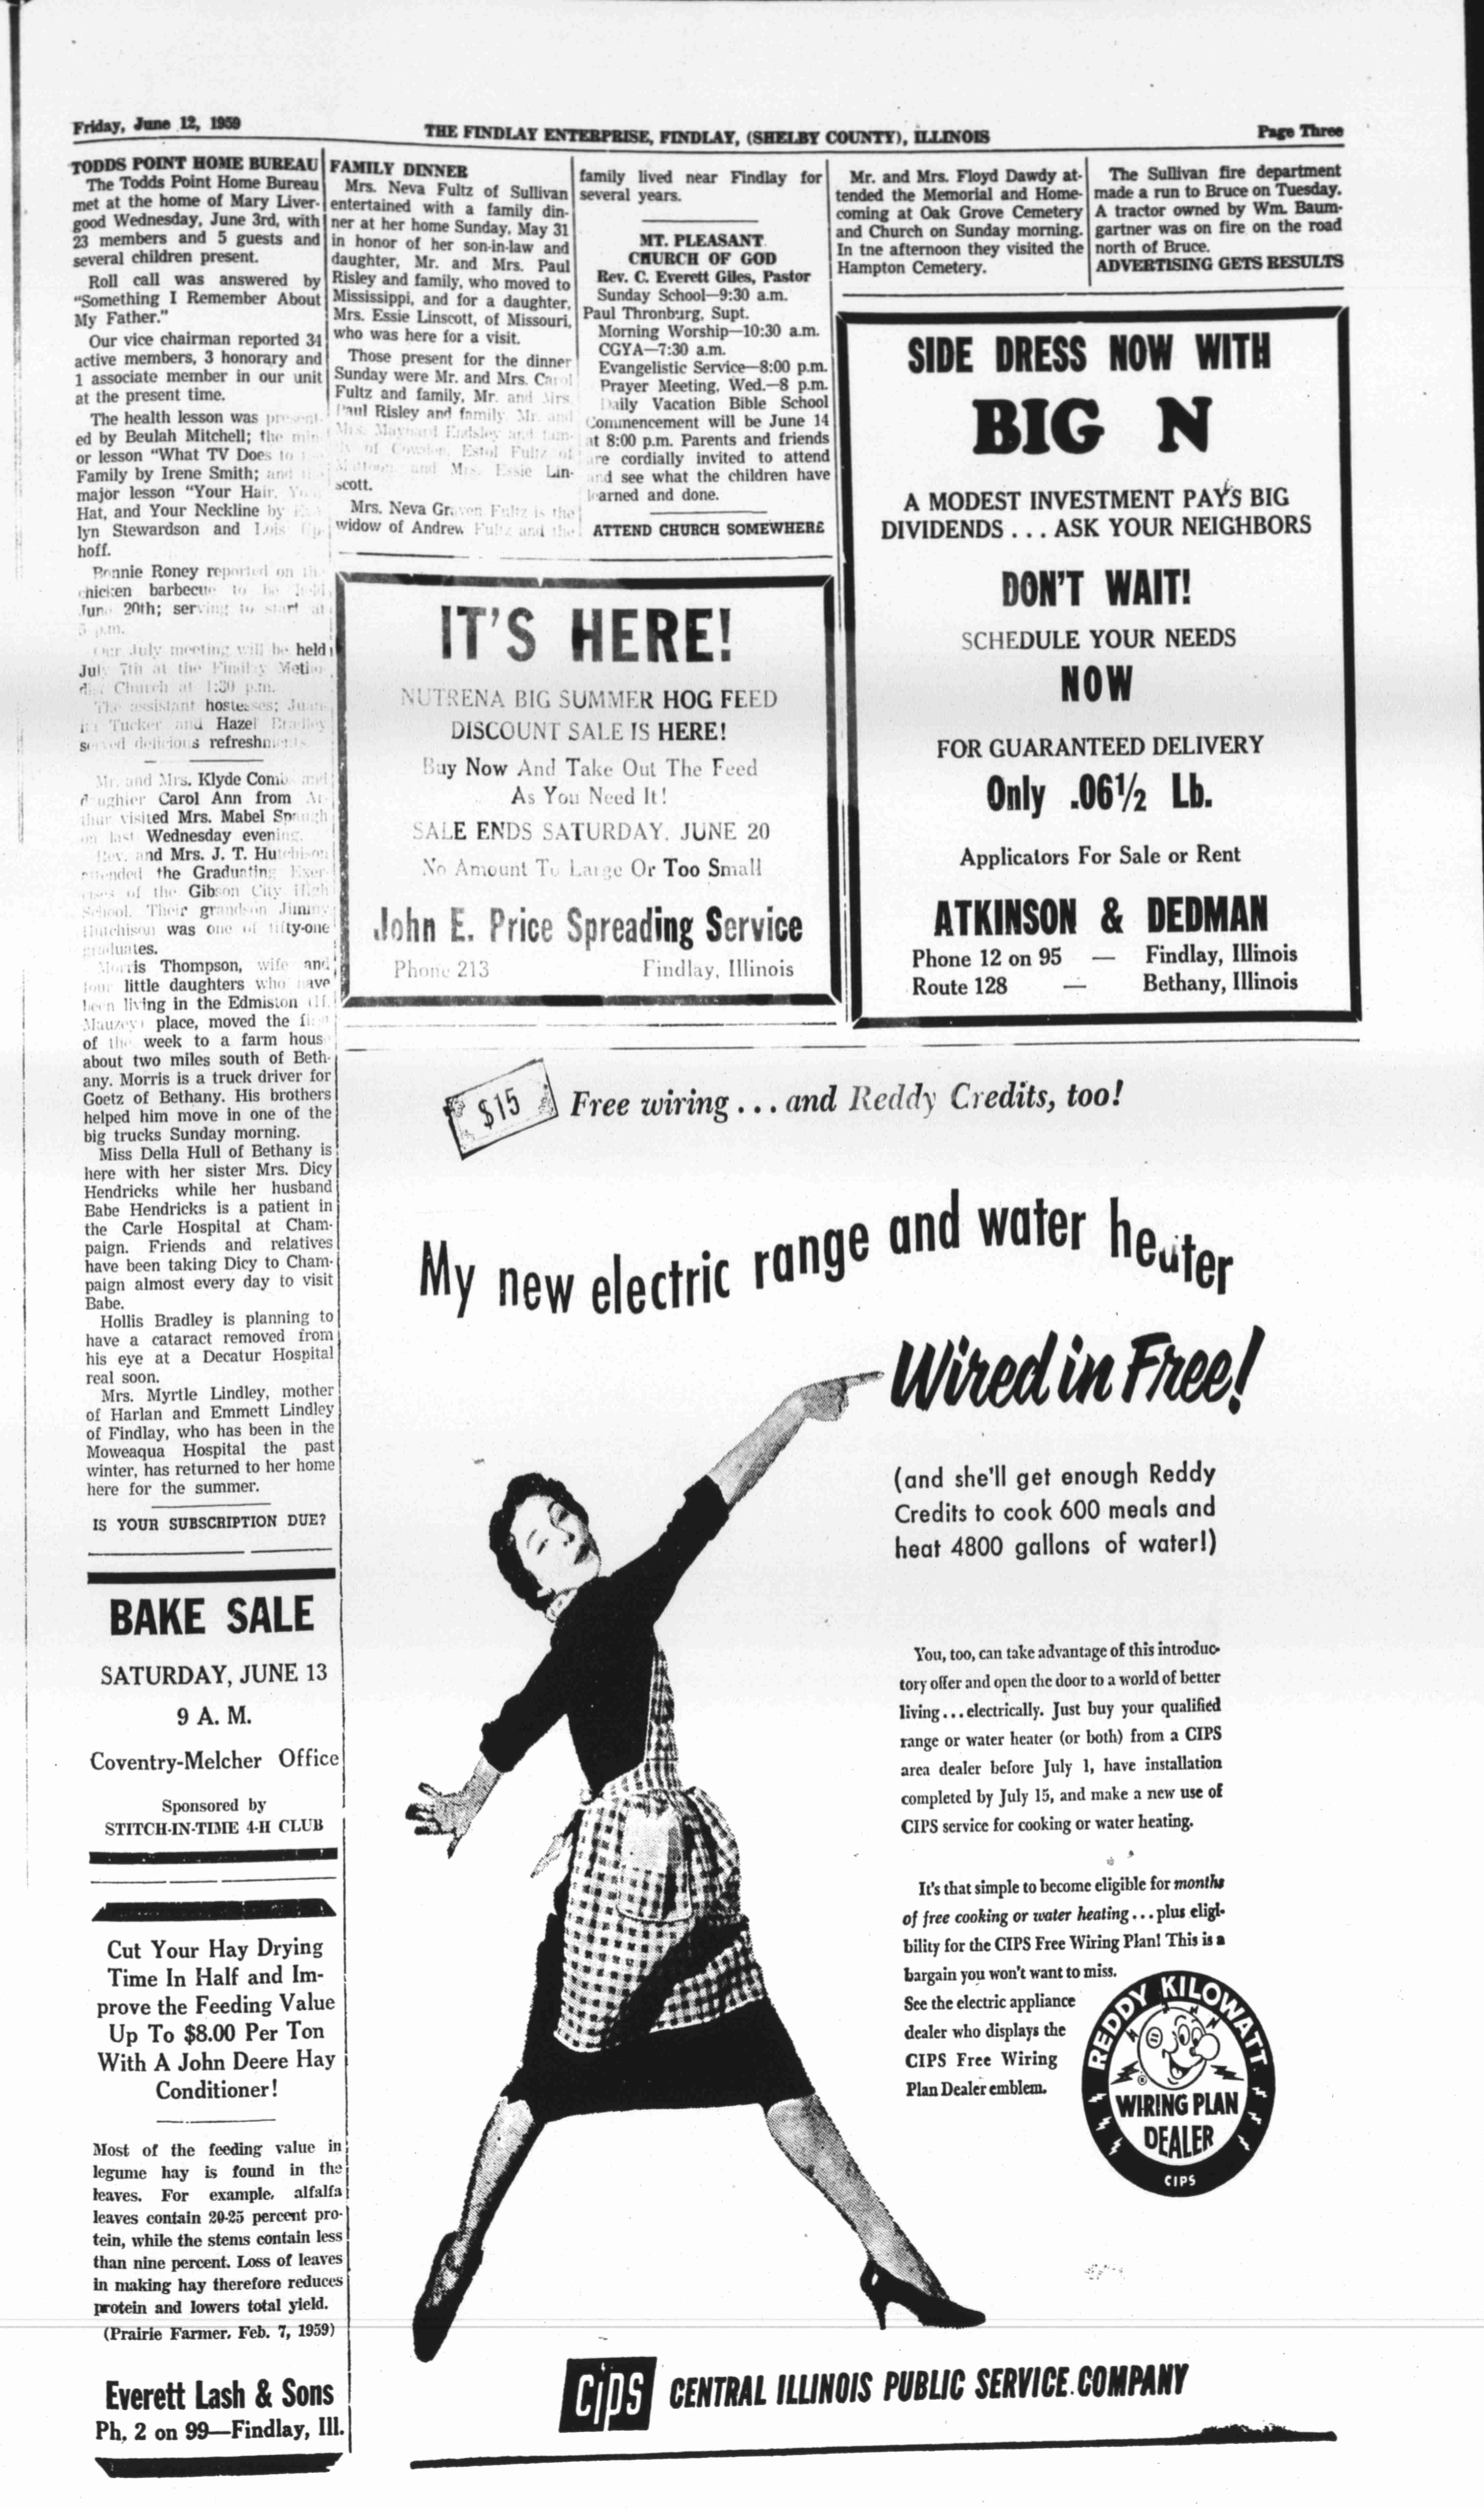 Friday, June 12, 1959
THE FINDLAY ENTERPRISE, FINDLAY, (SHELBY COUNTY), ILLINOIS
Page Three
TODDS POINT HOME BUREAU
The Todds Point Home Bureau
met at the home of Mary Liver-
good Wednesday, June 3rd, with
23 members and 5 guests and
several children present.
Roll call was answered by
"Something I Remember About
My Father."
Our vice chairman reported 34
active members, 3 honorary and
1 associate member in our unit
at the present time.
The health lesson was present-
ed by Beulah Mitchell; the min
or lesson "What TV Does to
Family by Irene Smith; and
major lesson "Your Hair,
Hat, and Your Neckline by
lyn Stewardson and Lois Up-
hoff.
Bonnie Roney reported on the
chicken barbecue to be held
June 20th; serving to start at
5 p.m.
Our July meeting will be held
July 7th at the Findlay Metho-
dist Church at 1:30 p.m.
The assistant hostesses; Juan-
ita Tucker and Hazel Bradley
served delicious refreshments.
Mr. and Mrs. Klyde Comb and
daughter Carol Ann from Ar-
thur visited Mrs. Mabel Spaugh
on last Wednesday evening.
Rev. and Mrs. J. T. Hutchison
attended the Graduating Exer-
cises of the Gibson City High
School. Their grandson Jimmy
Hutchison was one of fifty-one
graduates.
Morris Thompson, wife and
four little daughters who have
been living in the Edmiston (H.
Mauzey) place, moved the first
of the week to a farm hous
about two miles south of Beth-
any. Morris is a truck driver for
Goetz of Bethany. His brothers
helped him move in one of the
big trucks Sunday morning.
Miss Della Hull of Bethany is
here with her sister Mrs. Dicy
Hendricks while her husband
Babe Hendricks is a patient in
the Carle Hospital at Cham-
paign. Friends and relatives
have been taking Dicy to Cham-
paign almost every day to visit
Babe.
Hollis Bradley is planning to
have a cataract removed from
his eye at a Decatur Hospital
real soon.
Mrs. Myrtle Lindley, mother
of Harlan and Emmett Lindley
of Findlay, who has been in the
Moweaqua Hospital the past
winter, has returned to her home
here for the summer.
IS YOUR SUBSCRIPTION DUE?
BAKE SALE
SATURDAY, JUNE 13
9 A. M.
Coventry-Melcher Office
Sponsored by
STITCH-IN-TIME 4-H CLUB
Cut Your Hay Drying
Time In Half and Im-
prove the Feeding Value
Up To $8.00 Per Ton
With A John Deere Hay
Conditioner!
Most of the feeding value in
legume hay is found in the
leaves. For example, alfalfa
leaves contain 20-25 percent pro-
tein, while the stems contain less
than nine percent. Loss of leaves
in making hay therefore reduces
protein and lowers total yield.
(Prairie Farmer, Feb. 7, 1959)
Everett Lash & Sons
Ph. 2 on 99—Findlay, Ill.
FAMILY DINNER
Mrs. Neva Fultz of Sullivan
entertained with a family din-
ner at her home Sunday, May 31
in honor of her son-in-law and
daughter, Mr. and Mrs. Paul
Risley and family, who moved to
Mississippi, and for a daughter,
Mrs. Essie Linscott, of Missouri,
who was here for a visit.
Those present for the dinner
Sunday were Mr. and Mrs. Carol
Fultz and family, Mr. and Mrs.
Paul Risley and family, Mr. and
Mrs. Maynard Endsley and fam-
ily of Cowden, Estol Fultz of
Mattoon and Mrs. Essie Lin-
scott.
Mrs. Neva Graven Fultz is the
widow of Andrew Fultz and the
family lived near Findlay for
several years.
MT. PLEASANT
CHURCH OF GOD
Rev. C. Everett Giles, Pastor
Sunday School—9:30 a.m.
Paul Thronburg, Supt.
Morning Worship—10:30 a.m.
CGYA—7:30 a.m.
Evangelistic Service—8:00 p.m.
Prayer Meeting, Wed.—8 p.m.
Daily Vacation Bible School
Commencement will be June 14
at 8:00 p.m. Parents and friends
are cordially invited to attend
and see what the children have
learned and done.
ATTEND CHURCH SOMEWHERE
Mr. and Mrs. Floyd Dawdy at-
tended the Memorial and Home-
coming at Oak Grove Cemetery
and Church on Sunday morning.
In tne afternoon they visited the
Hampton Cemetery.
The Sullivan fire department
made a run to Bruce on Tuesday.
A tractor owned by Wm. Baum-
gartner was on fire on the road
north of Bruce.
ADVERTISING GETS RESULTS
IT'S HERE!
NUTRENA BIG SUMMER HOG FEED
DISCOUNT SALE IS HERE!
Buy Now And Take Out The Feed
As You Need It!
SALE ENDS SATURDAY, JUNE 20
No Amount To Large Or Too Small
John E. Price Spreading Service
Phone 213 Findlay, Illinois
SIDE DRESS NOW WITH
BIG N
A MODEST INVESTMENT PAYS BIG
DIVIDENDS . . . ASK YOUR NEIGHBORS
DON'T WAIT!
SCHEDULE YOUR NEEDS
NOW
FOR GUARANTEED DELIVERY
Only .06½ Lb.
Applicators For Sale or Rent
ATKINSON & DEDMAN
Phone 12 on 95 — Findlay, Illinois
Route 128 — Bethany, Illinois
$15
Free wiring . . . and Reddy Credits, too!
My new electric range and water heater
Wired in Free!
(and she'll get enough Reddy
Credits to cook 600 meals and
heat 4800 gallons of water!)
You, too, can take advantage of this introduc-
tory offer and open the door to a world of better
living . . . electrically. Just buy your qualified
range or water heater (or both) from a CIPS
area dealer before July 1, have installation
completed by July 15, and make a new use of
CIPS service for cooking or water heating.
It's that simple to become eligible for months
of free cooking or water heating . . . plus eligi-
bility for the CIPS Free Wiring Plan! This is a
bargain you won't want to miss.
See the electric appliance
dealer who displays the
CIPS Free Wiring
Plan Dealer emblem.
REDDY KILOWATT
WIRING PLAN
DEALER
CIPS
CIPS CENTRAL ILLINOIS PUBLIC SERVICE COMPANY